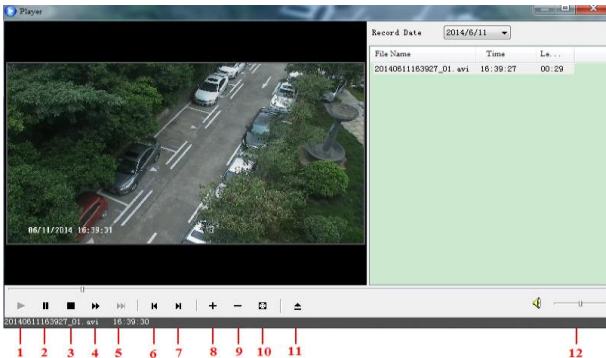 Player
Record Date 2014/6/11
File Name Time Le...
20140611163927_01.avi 16:39:27 00:29
06/11/2014 16:39:31
20140611163927_01.avi 16:39:30
1 2 3 4 5 6 7 8 9 10 11 12